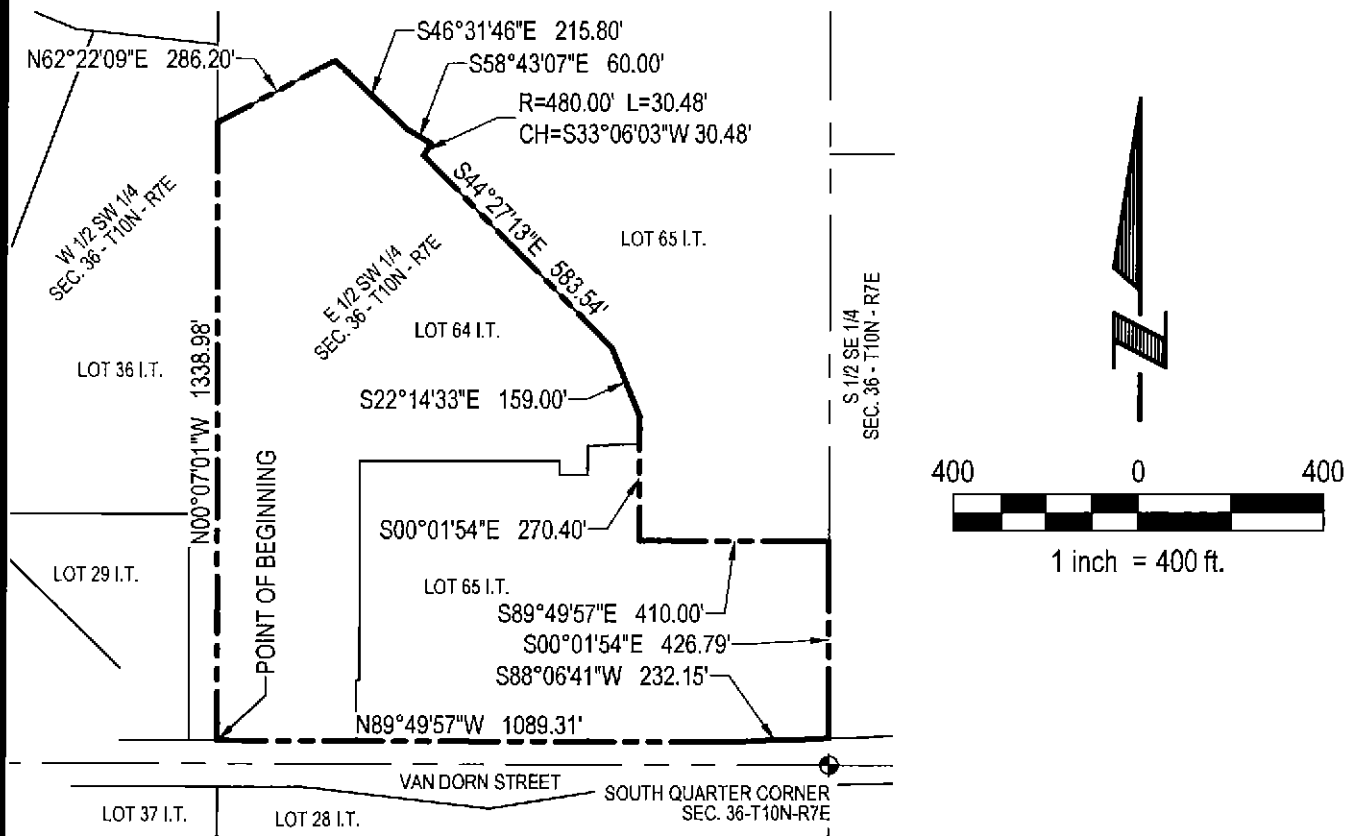 S46°31'46"E 215.80'
N62°22'09"E 286.20'
S58°43'07"E 60.00'
R=480.00' L=30.48'
CH=S33°06'03"W 30.48'
S44°27'13"E 583.54'
W 1/2 SW 1/4
SEC. 36 - T10N - R7E
E 1/2 SW 1/4
SEC. 36 - T10N - R7E
LOT 65 I.T.
LOT 64 I.T.
LOT 36 I.T.
N00°07'01"W 1338.98'
S 1/2 SE 1/4
SEC. 36 - T10N - R7E
S22°14'33"E 159.00'
POINT OF BEGINNING
400 0 400
1 inch = 400 ft.
S00°01'54"E 270.40'
LOT 29 I.T.
LOT 65 I.T.
S89°49'57"E 410.00'
S00°01'54"E 426.79'
S88°06'41"W 232.15'
N89°49'57"W 1089.31'
VAN DORN STREET
SOUTH QUARTER CORNER
SEC. 36-T10N-R7E
LOT 37 I.T.
LOT 28 I.T.